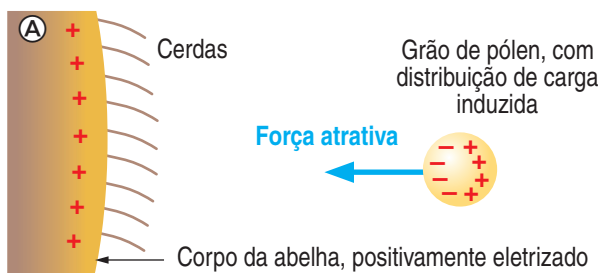 A
Cerdas
Grão de pólen, com
distribuição de carga
induzida
Força atrativa
Corpo da abelha, positivamente eletrizado